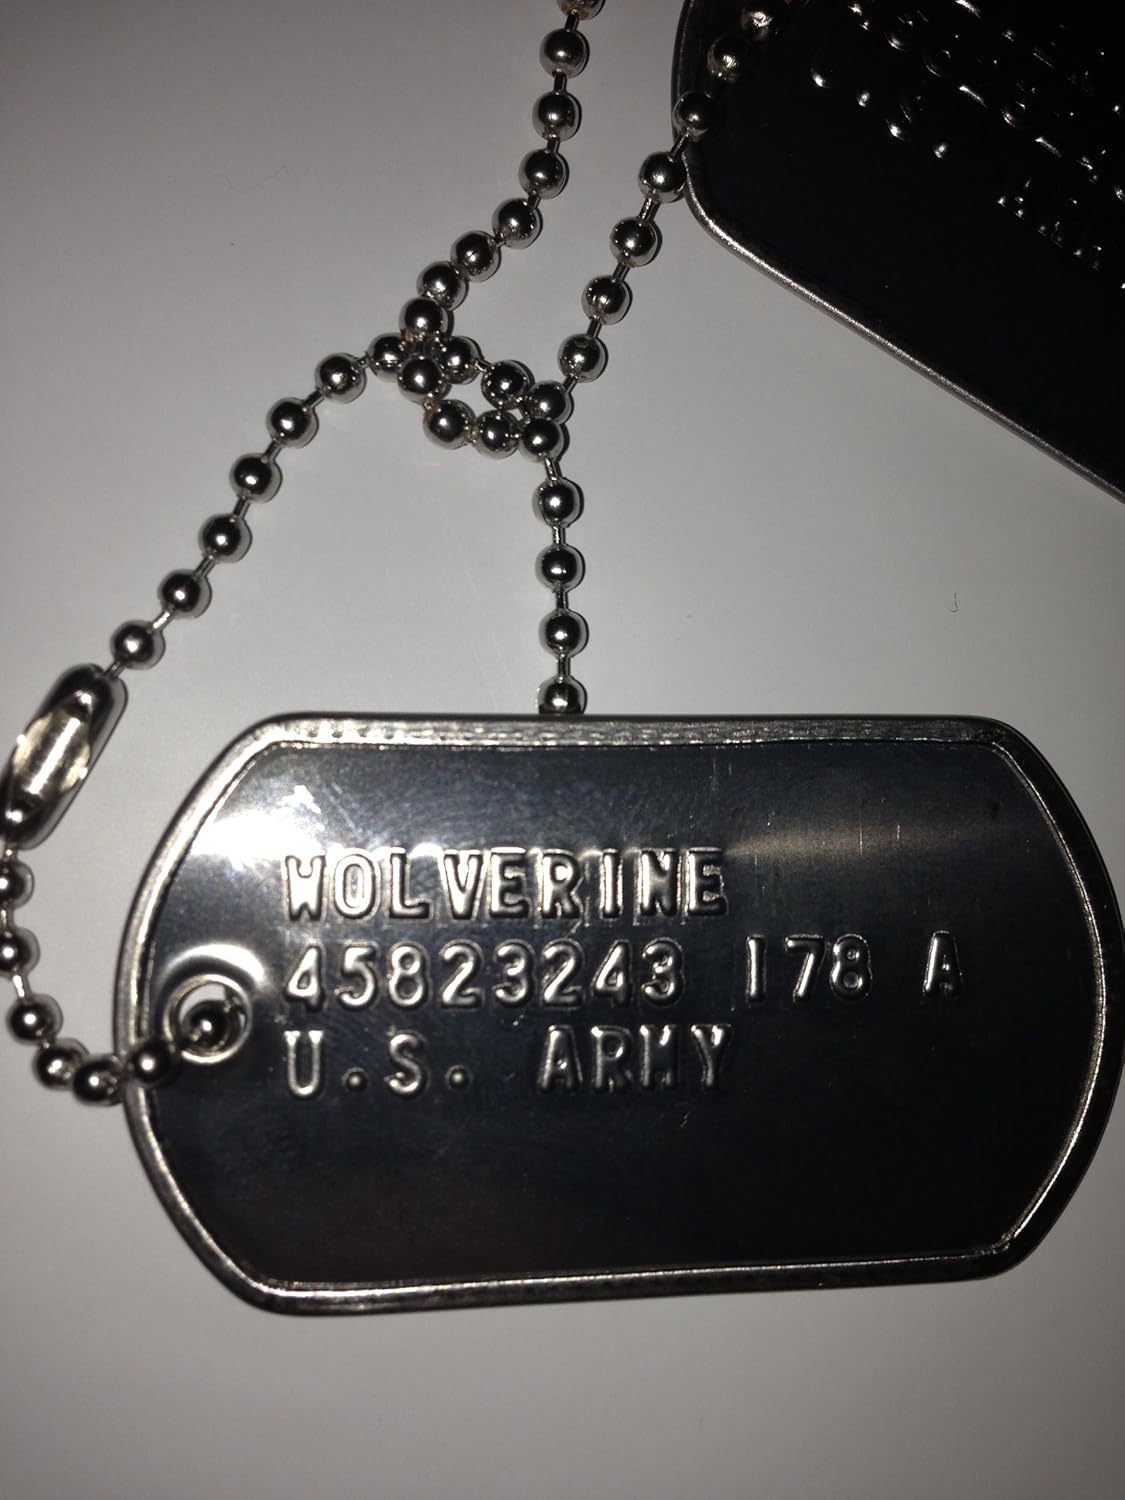 U.S.
WOLVERINE
45823243 178 A
U.S. ARMY